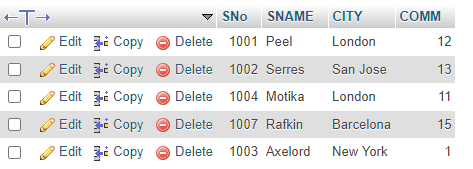 SNo SNAME CITY COMM
Edit Copy Delete 1001 Peel London 12
Edit Copy Delete 1002 Serres San Jose 13
Edit Copy Delete 1004 Motika London 11
Edit Copy Delete 1007 Rafkin Barcelona 15
Edit Copy Delete 1003 Axelord New York 1